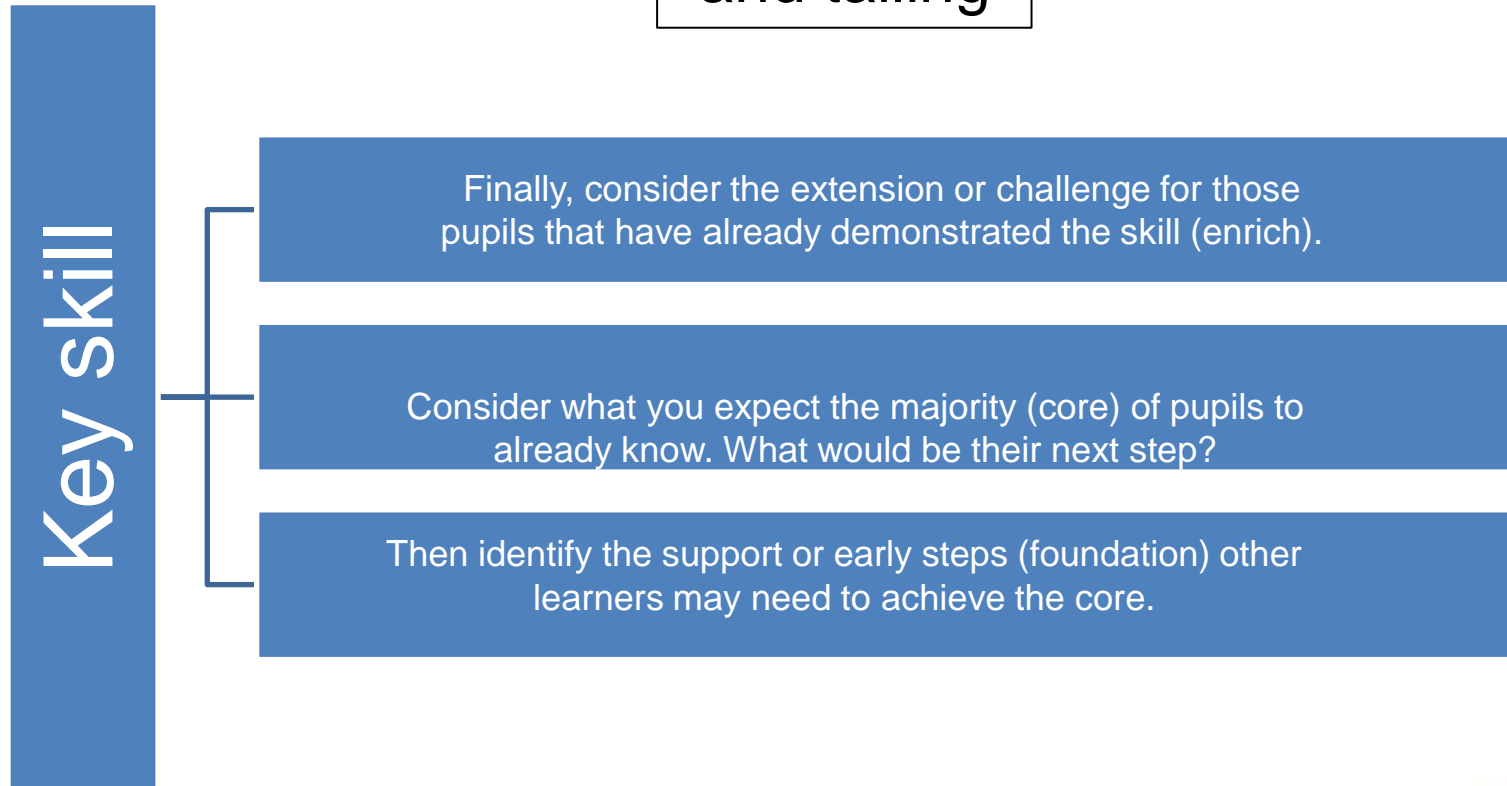 and talling
Key skill
Finally, consider the extension or challenge for those
pupils that have already demonstrated the skill (enrich).
Consider what you expect the majority (core) of pupils to
already know. What would be their next step?
Then identify the support or early steps (foundation) other
learners may need to achieve the core.